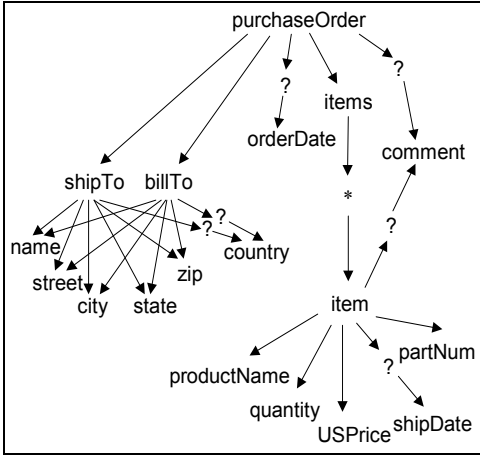 purchaseOrder
?
?
items
orderDate
comment
shipTo billTo
*
?
?
?
name
country
street
zip
city
state
item
?
partNum
productName
quantity
shipDate
USPrice